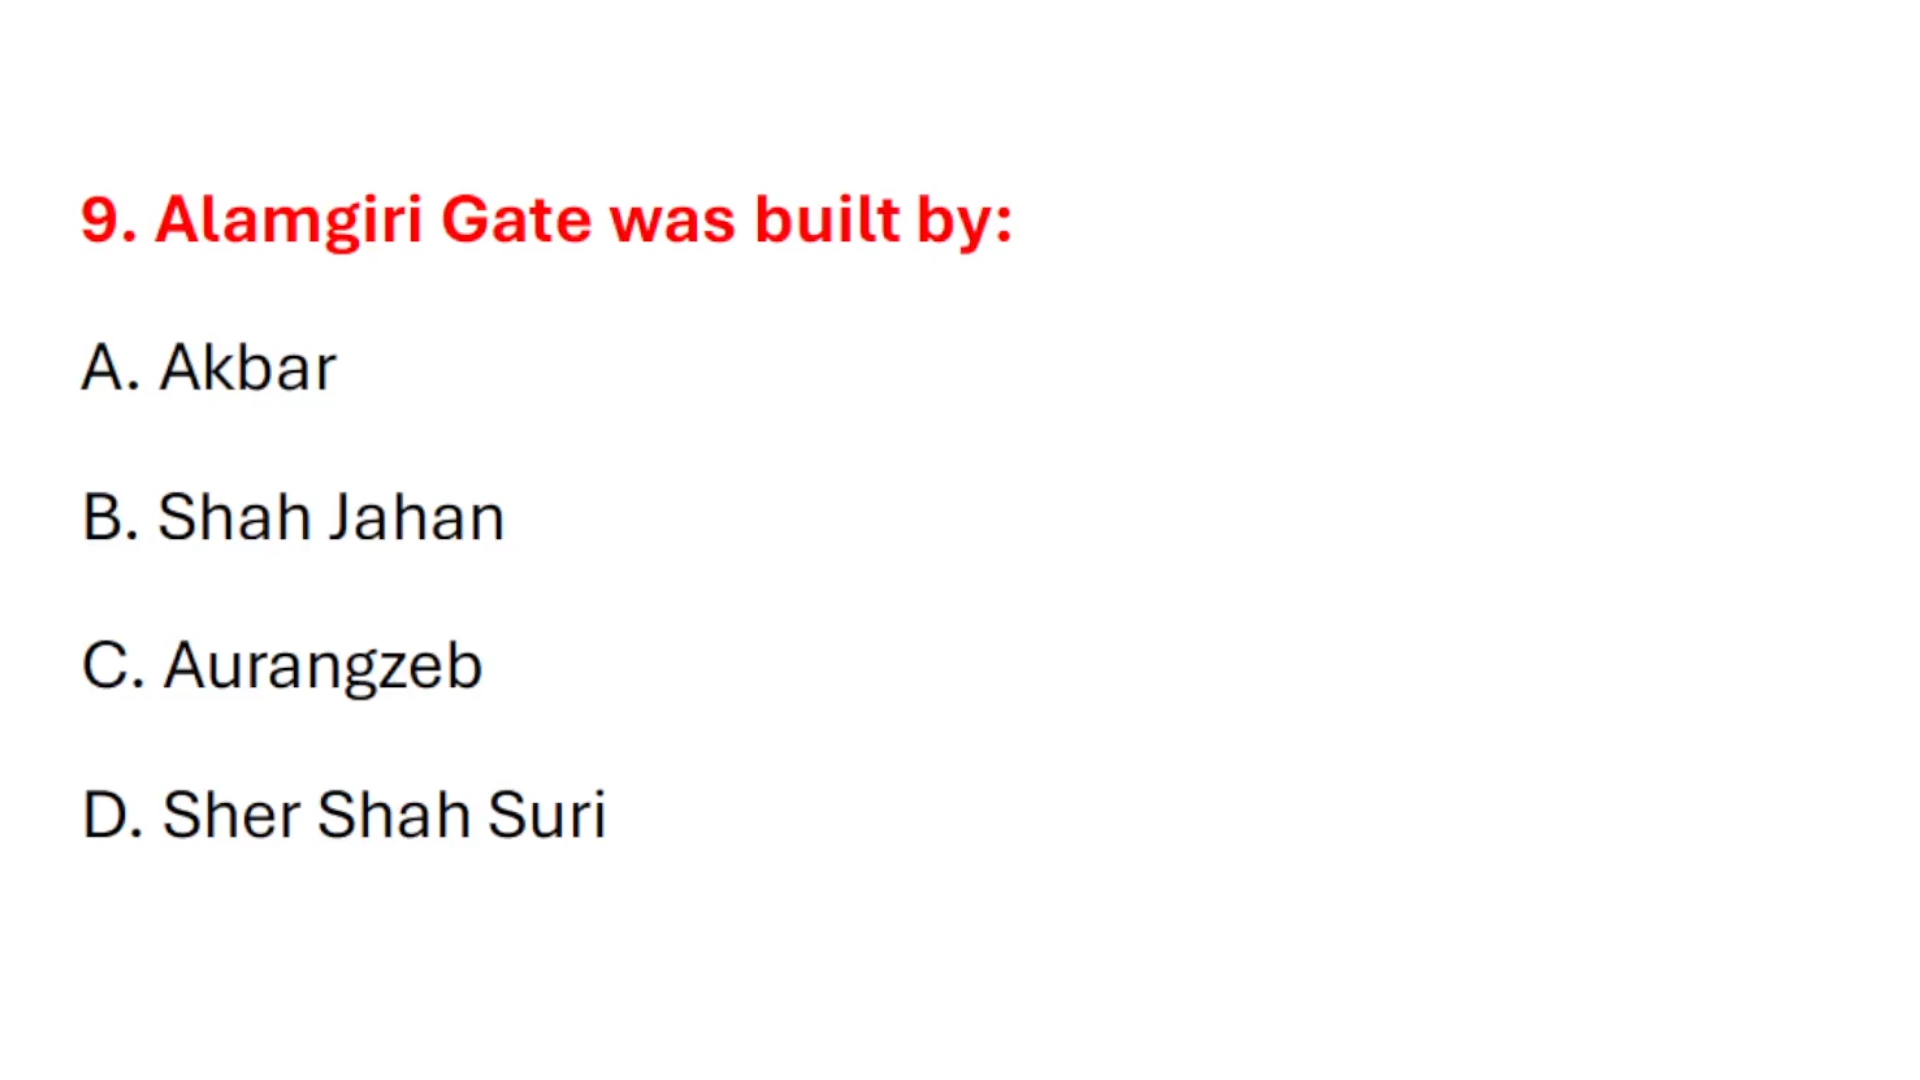 9. Alamgiri Gate was built by:
A. Akbar
B. Shah Jahan
C. Aurangzeb
D. Sher Shah Suri